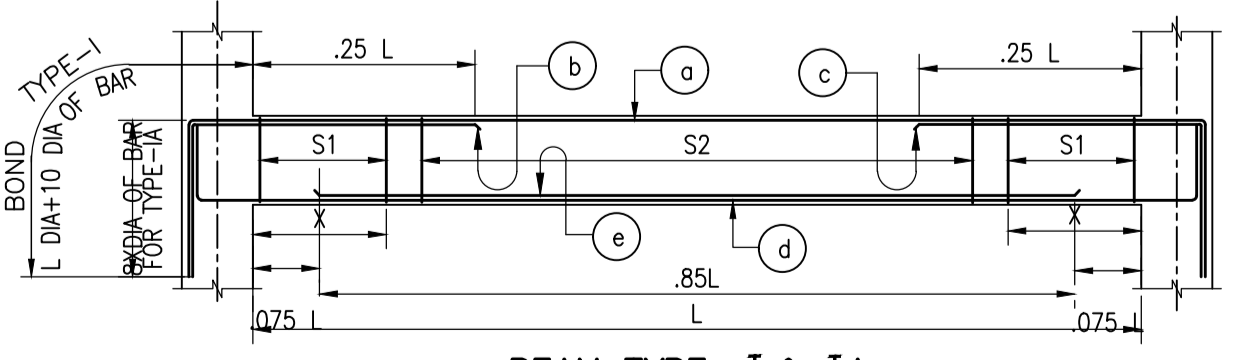 .25 L
.25 L
b
a
c
TYPE-I
OF BAR
BOND
L DIA+10 DIA
8XDIA OF BAR
FOR TYPE-IA
S1
S2
S1
X
X
e
d
.85L
L
.075 L
.075 L